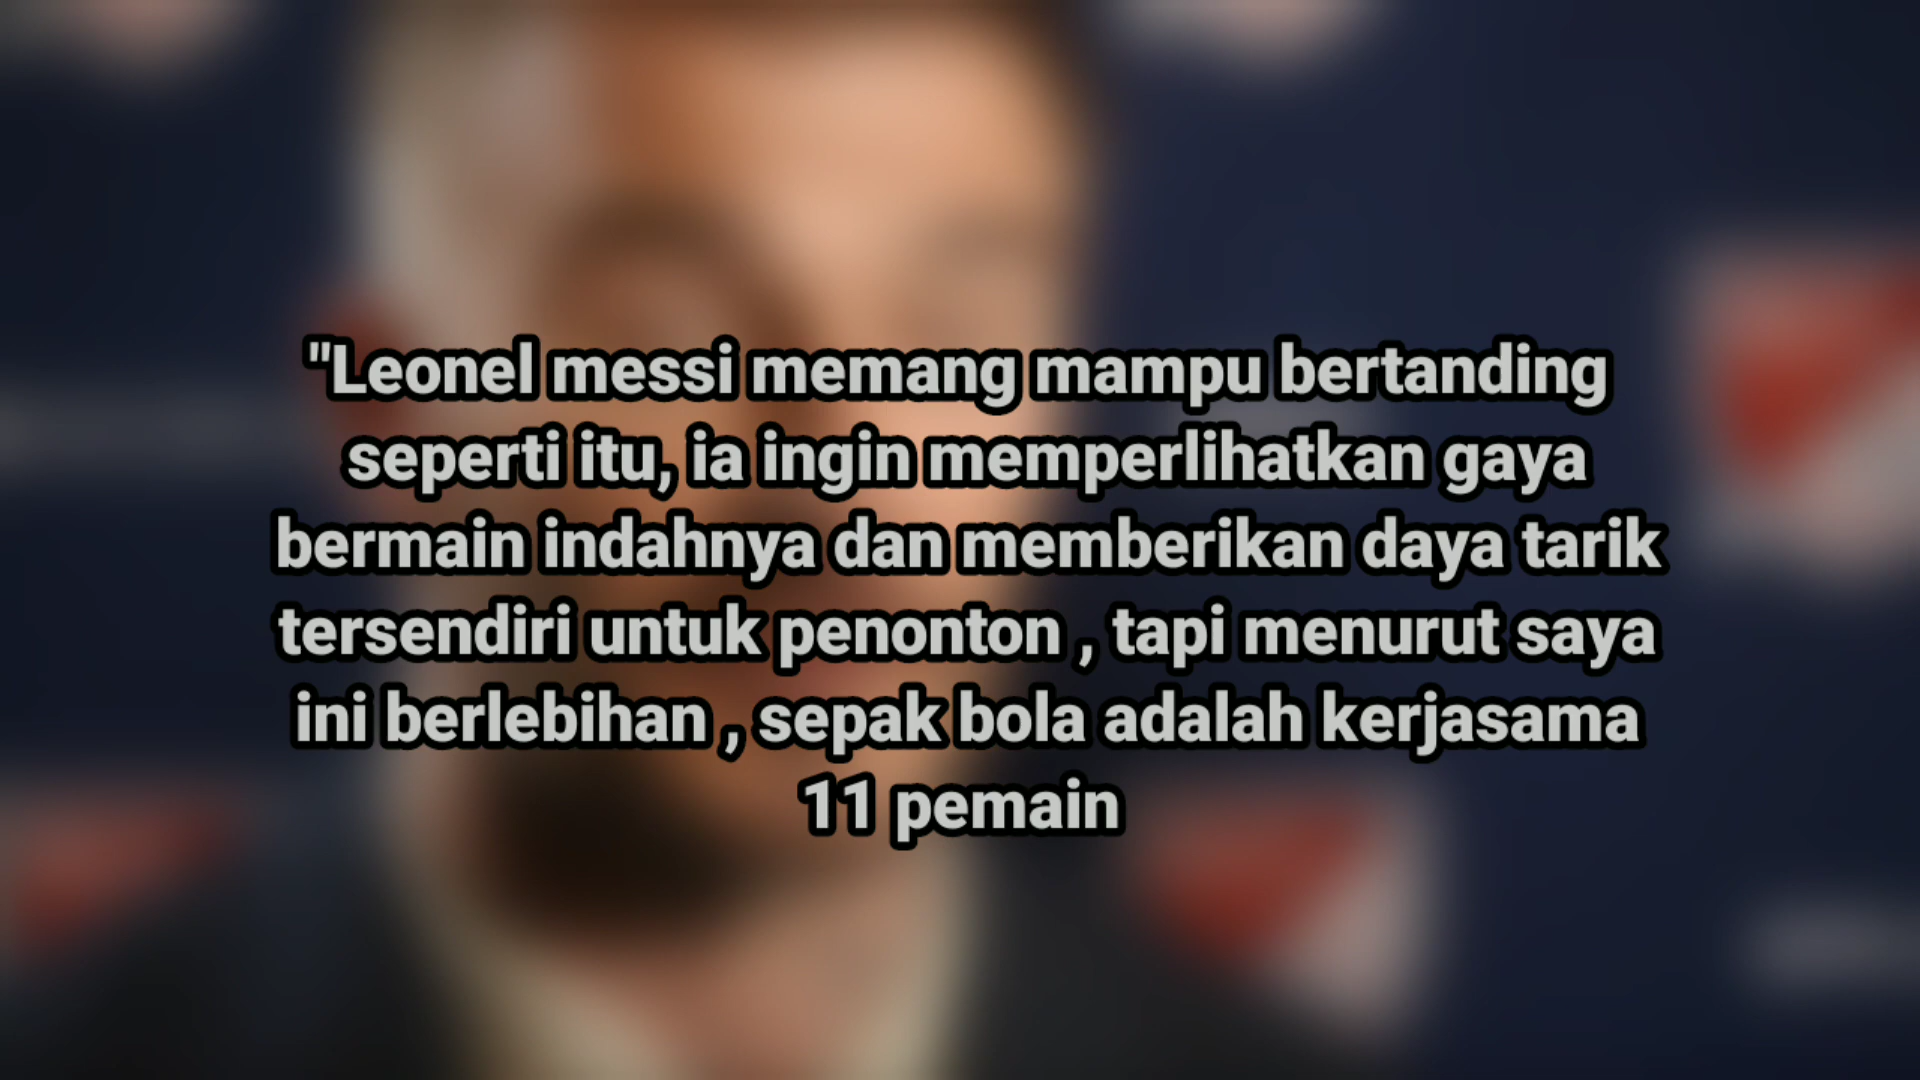 "Leonel messi memang mampu bertanding
seperti itu, ia ingin memperlihatkan gaya
bermain indahnya dan memberikan daya tarik
tersendiri untuk penonton , tapi menurut saya
ini berlebihan , sepak bola adalah kerjasama
11 pemain